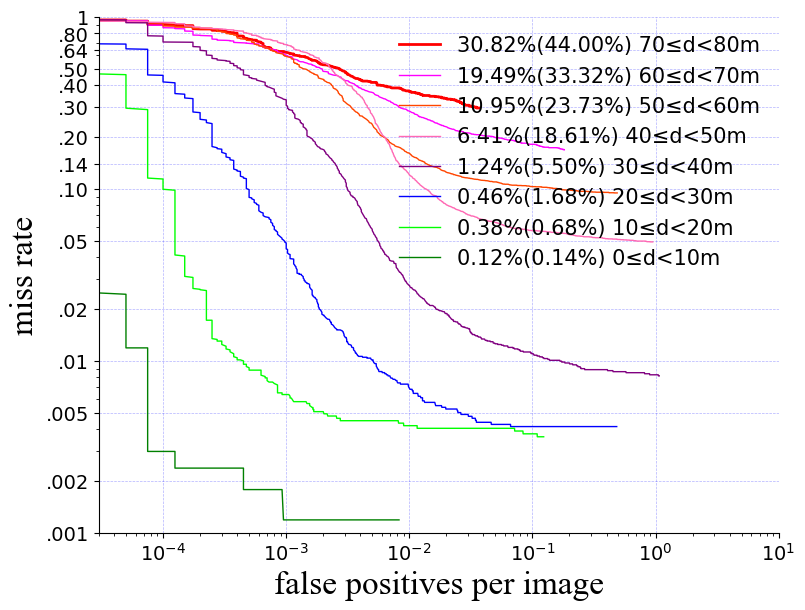 1
.80
.64
.50
.40
.30
.20
.14
.10
.05
.02
.01
.005
.002
.001
miss rate
30.82%(44.00%) 70≤d<80m
19.49%(33.32%) 60≤d<70m
10.95%(23.73%) 50≤d<60m
6.41%(18.61%) 40≤d<50m
1.24%(5.50%) 30≤d<40m
0.46%(1.68%) 20≤d<30m
0.38%(0.68%) 10≤d<20m
0.12%(0.14%) 0≤d<10m
10⁻⁴ 10⁻³ 10⁻² 10⁻¹ 10⁰ 10¹
false positives per image